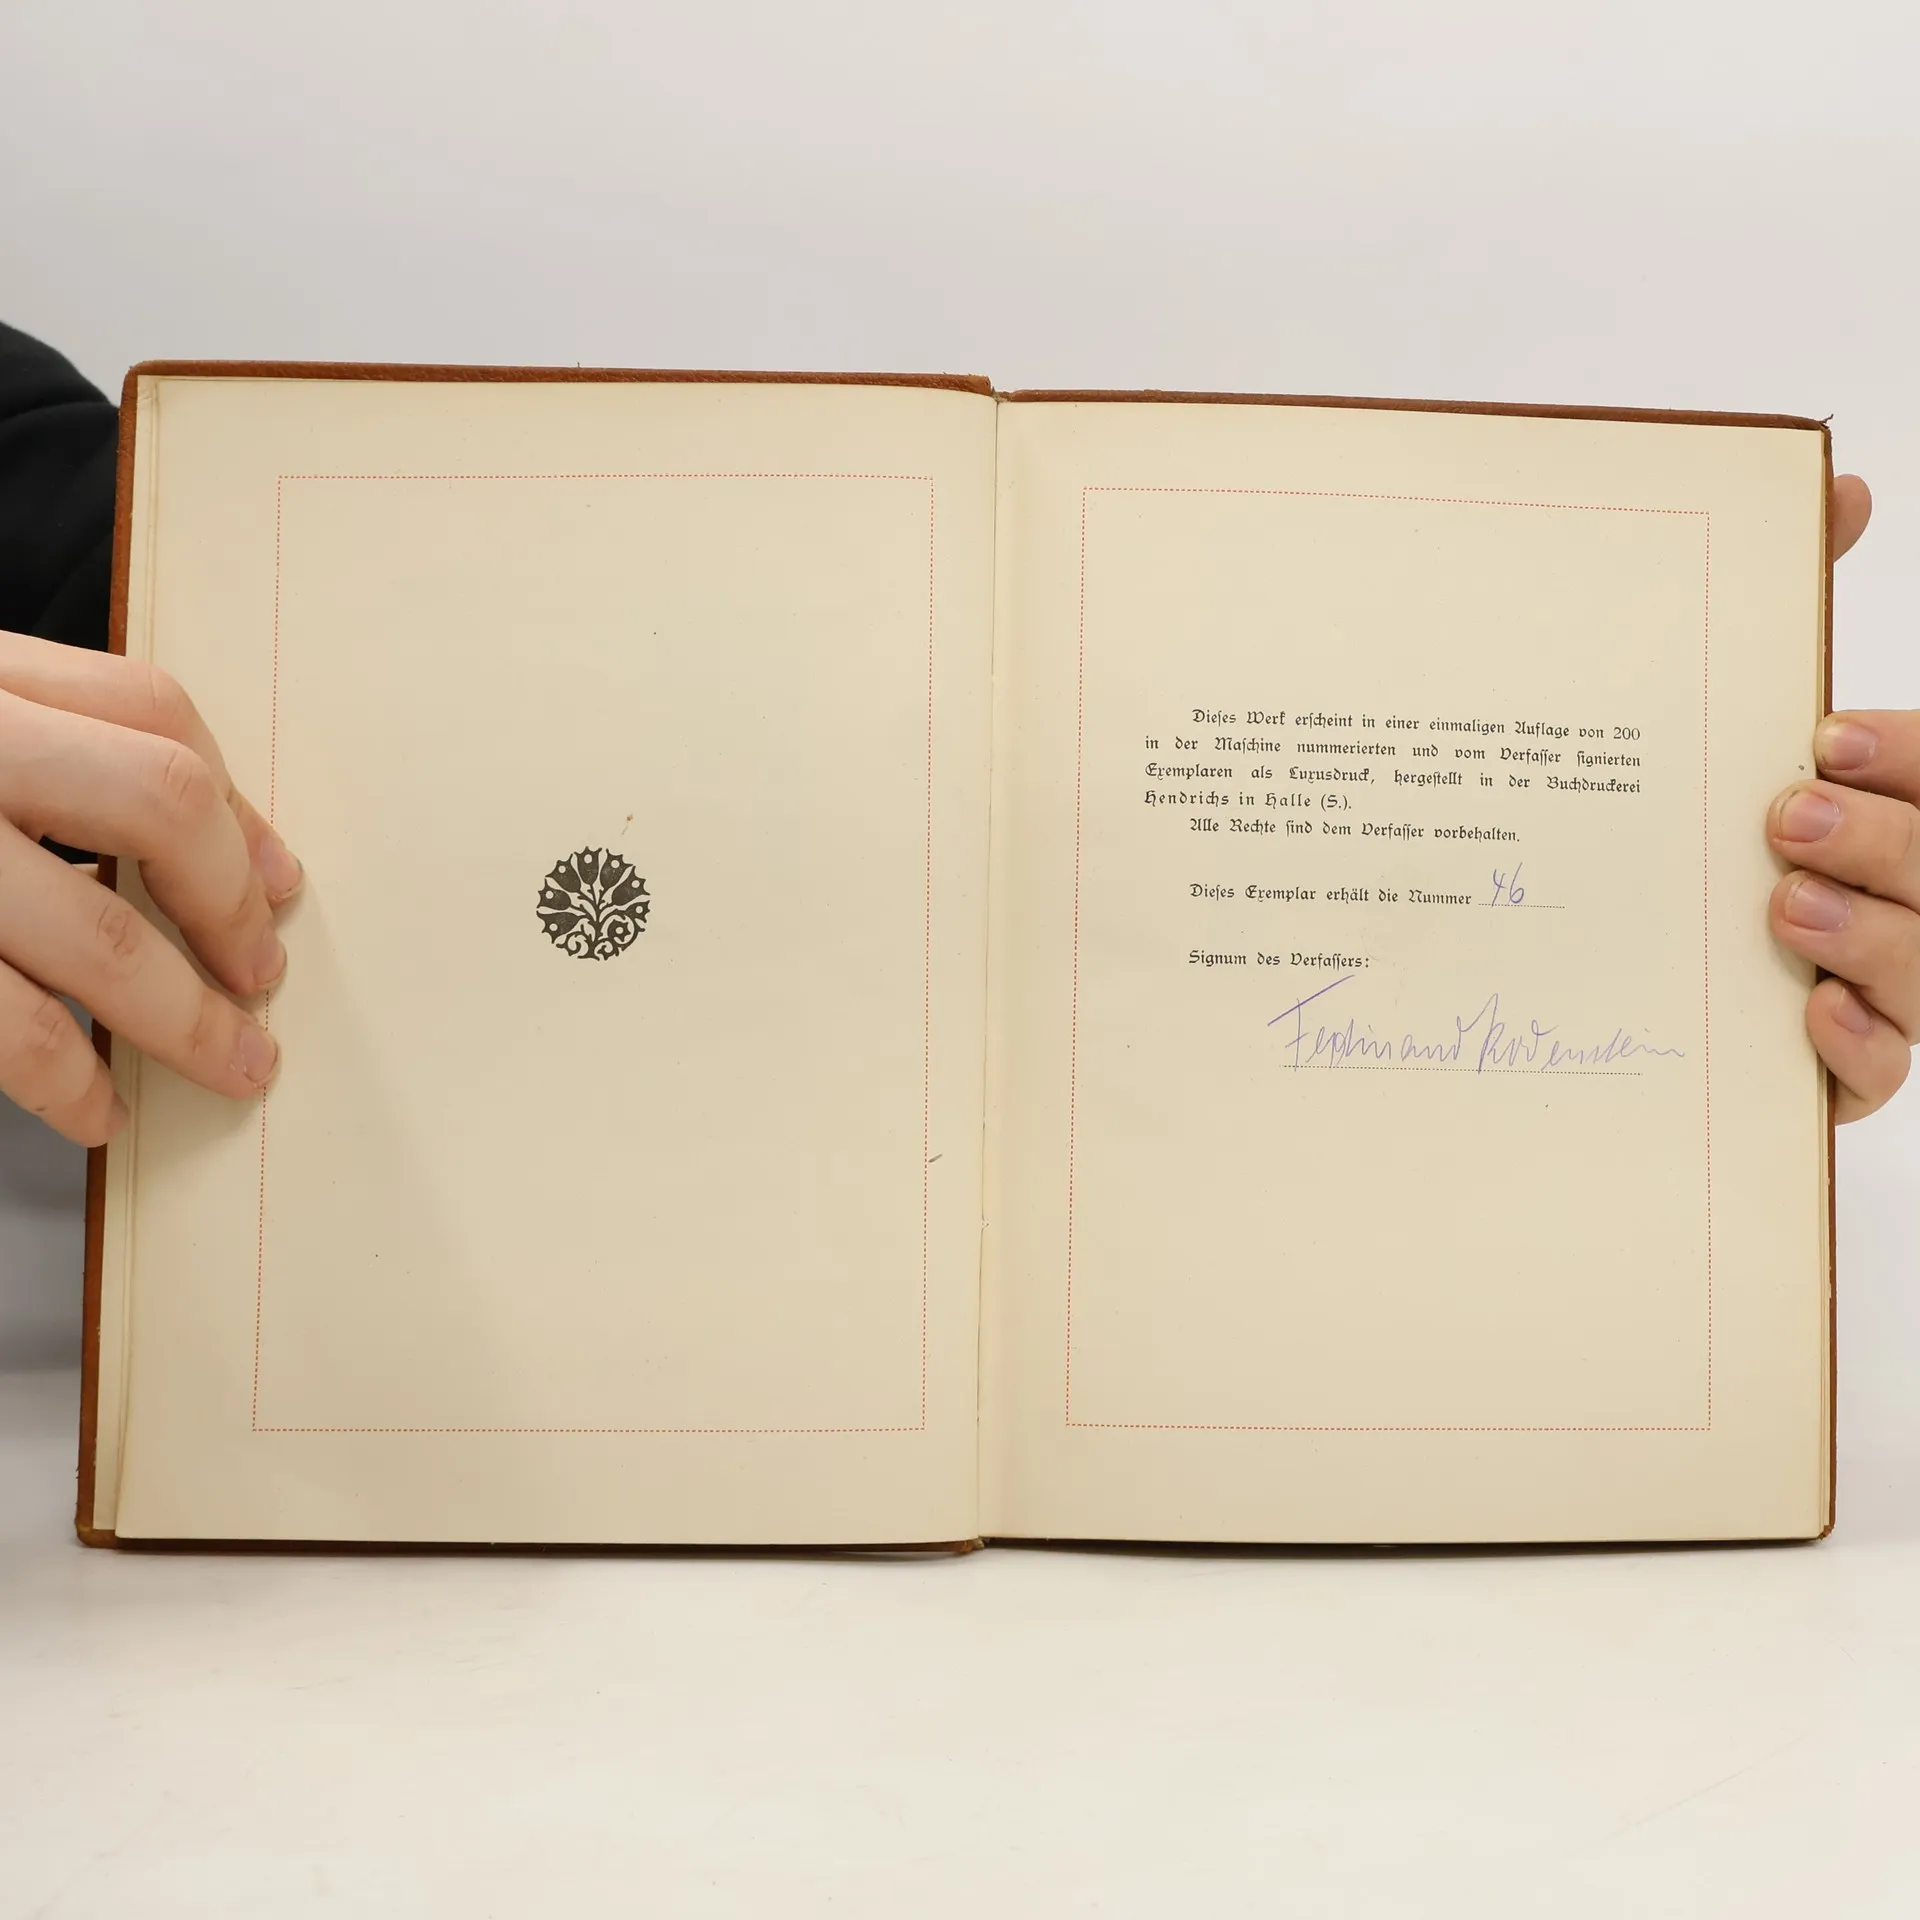 Dieſes Werk erſcheint in einer einmaligen Auflage von 200
in der Maſchine nummerierten und vom Verfaſſer ſignierten
Exemplaren als Luxusdruck, hergeſtellt in der Buchdruckerei
Hendrichs in Halle (S.).
Alle Rechte ſind dem Verfaſſer vorbehalten.
Dieſes Exemplar erhält die Nummer 46
Signum des Verfaſſers:
Ferdinand Rodenstein